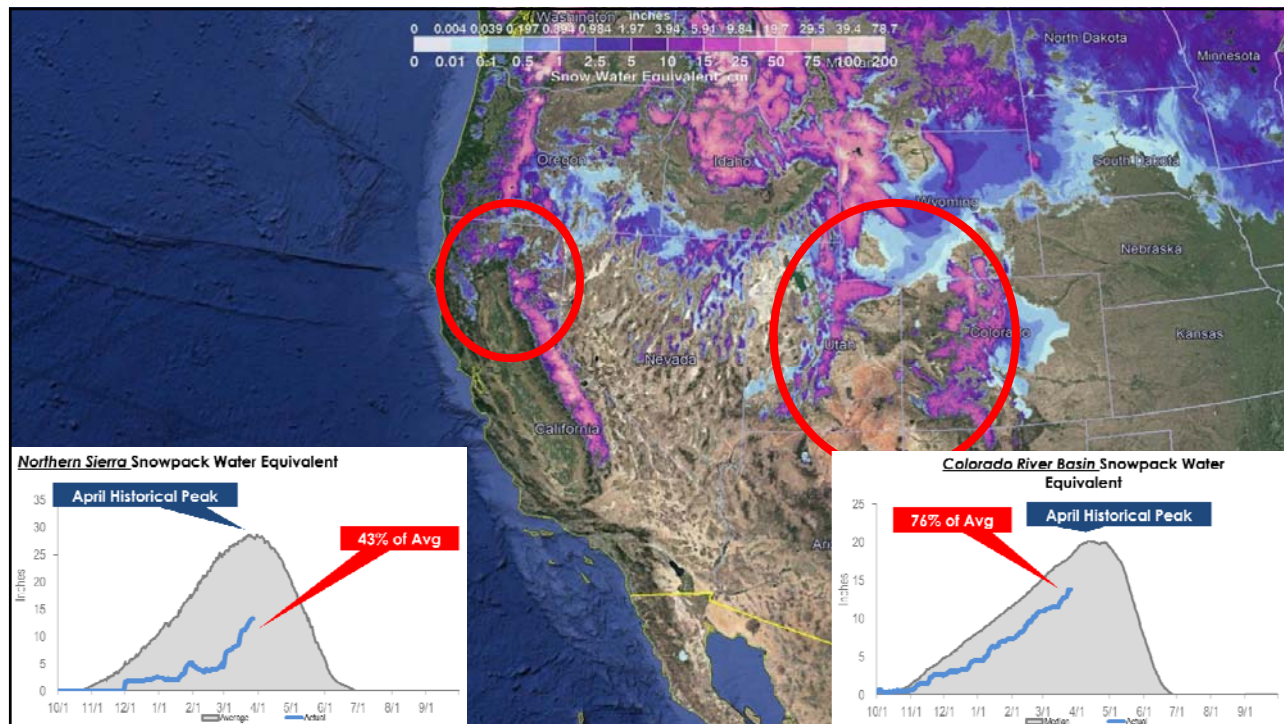 Washington
Inches
0 0.004 0.039 0.197 0.394 0.984 1.97 3.94 5.91 9.84 19.7 29.5 39.4 78.7
0 0.01 0.1 0.5 1 2.5 5 10 15 25 50 75 100 200
Snow Water Equivalent, cm
North Dakota
Minnesota
Oregon
Idaho
South Dakota
Wyoming
Nebraska
Nevada
Utah
Colorado
Kansas
California
Northern Sierra Snowpack Water Equivalent
April Historical Peak
43% of Avg
Inches
35
30
25
20
15
10
5
0
10/1 11/1 12/1 1/1 2/1 3/1 4/1 5/1 6/1 7/1 8/1 9/1
Average Actual
Colorado River Basin Snowpack Water
Equivalent
76% of Avg
April Historical Peak
Inches
25
20
15
10
5
0
10/1 11/1 12/1 1/1 2/1 3/1 4/1 5/1 6/1 7/1 8/1 9/1
Median Actual